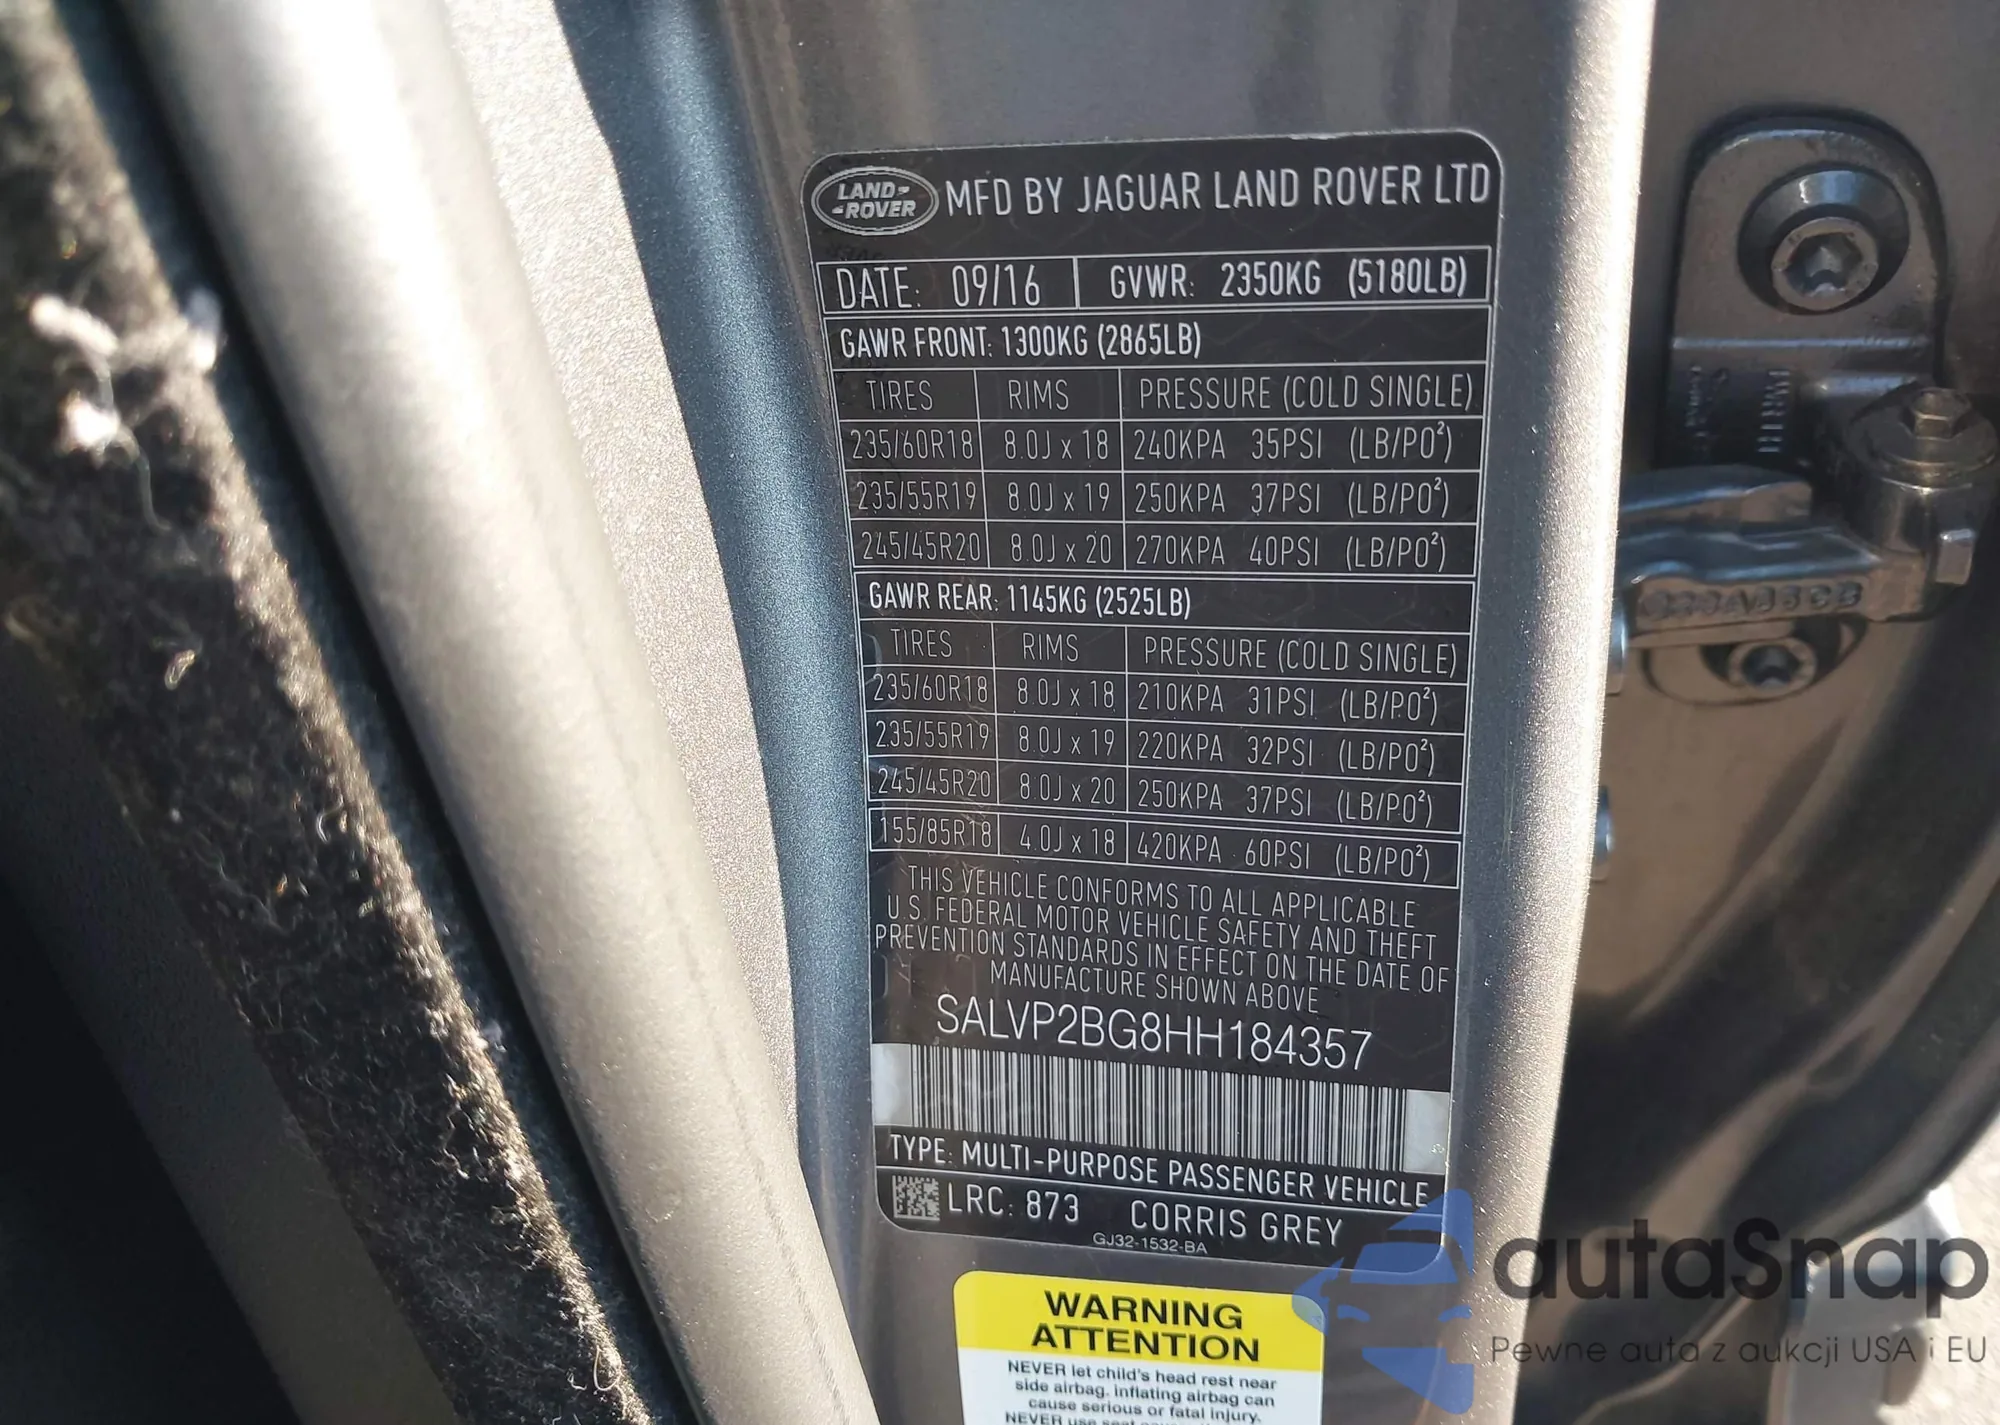 LAND-
-ROVER
MFD BY JAGUAR LAND ROVER LTD
DATE: 09/16 GVWR: 2350KG (5180LB)
GAWR FRONT: 1300KG (2865LB)
TIRES RIMS PRESSURE (COLD SINGLE)
235/60R18 8.0J x 18 240KPA 35PSI (LB/PO²)
235/55R19 8.0J x 19 250KPA 37PSI (LB/PO²)
245/45R20 8.0J x 20 270KPA 40PSI (LB/PO²)
GAWR REAR: 1145KG (2525LB)
TIRES RIMS PRESSURE (COLD SINGLE)
235/60R18 8.0J x 18 210KPA 31PSI (LB/PO²)
235/55R19 8.0J x 19 220KPA 32PSI (LB/PO²)
245/45R20 8.0J x 20 250KPA 37PSI (LB/PO²)
155/85R18 4.0J x 18 420KPA 60PSI (LB/PO²)
THIS VEHICLE CONFORMS TO ALL APPLICABLE
U.S. FEDERAL MOTOR VEHICLE SAFETY AND THEFT
PREVENTION STANDARDS IN EFFECT ON THE DATE OF
MANUFACTURE SHOWN ABOVE
SALVP2BG8HH184357
TYPE: MULTI-PURPOSE PASSENGER VEHICLE
LRC: 873 CORRIS GREY
GJ32-1532-BA
WARNING
ATTENTION
NEVER let child's head rest near
side airbag, inflating airbag can
cause serious or fatal injury.
NEVER use seat
autaSnap
Pewne auta z aukcji USA i EU